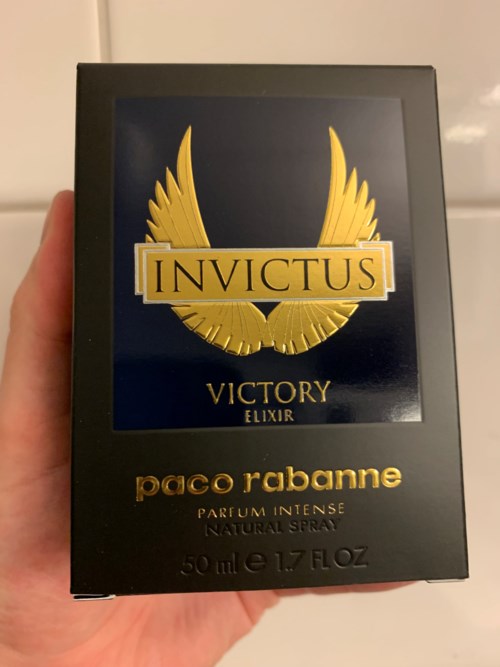 INVICTUS
VICTORY
ELIXIR
paco rabanne
PARFUM INTENSE
NATURAL SPRAY
50 ml e 1.7 FL OZ